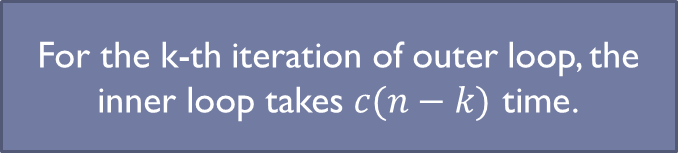 For the k-th iteration of outer loop, the
inner loop takes c(n − k) time.